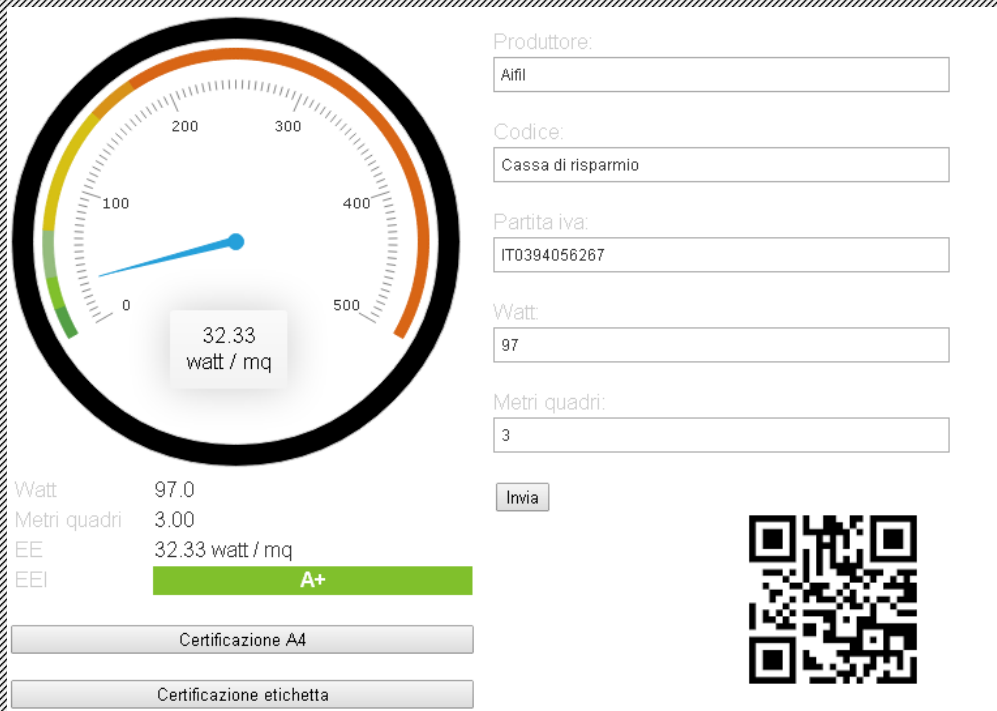 200
300
100
400
0
500
32.33
watt / mq
Watt 97.0
Metri quadri 3.00
EE 32.33 watt / mq
EEI A+
Certificazione A4
Certificazione etichetta
Produttore:
Aifil
Codice:
Cassa di risparmio
Partita iva:
IT0394056267
Watt:
97
Metri quadri:
3
Invia